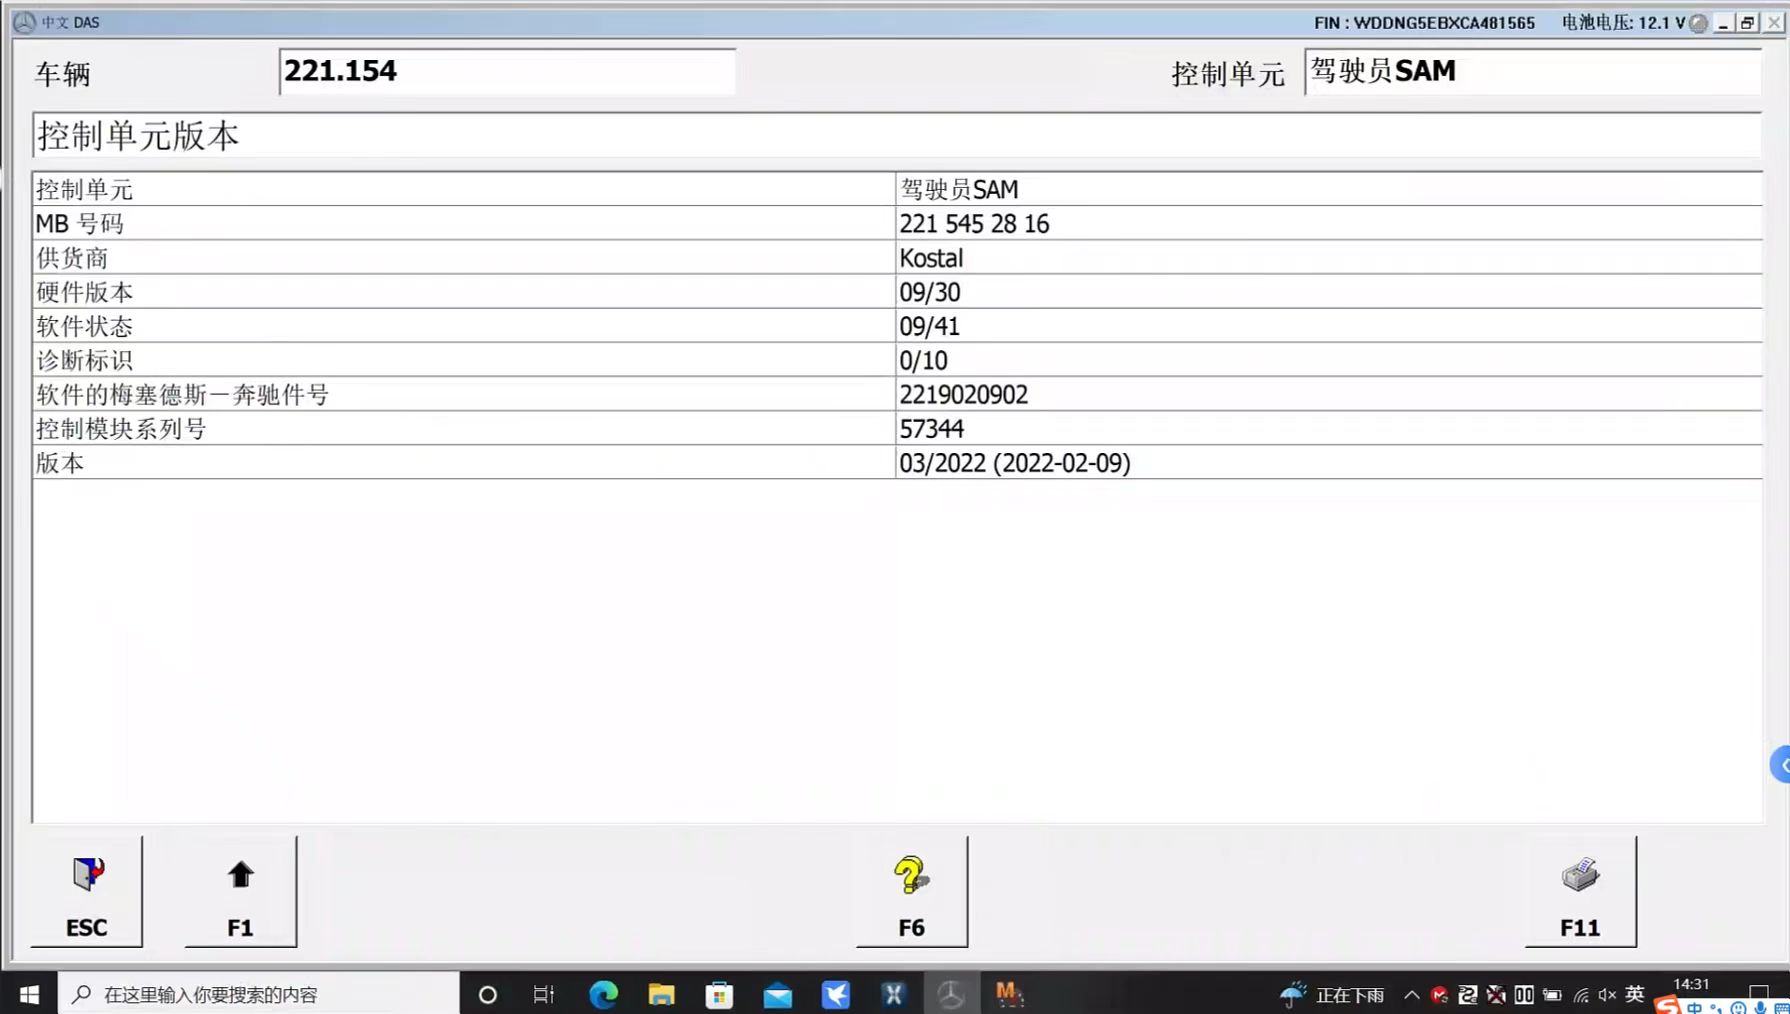 中文 DAS
FIN : WDDNG5EBXCA481565 电池电压: 12.1 V
车辆 221.154 控制单元 驾驶员SAM
控制单元版本
控制单元 驾驶员SAM
MB 号码 221 545 28 16
供货商 Kostal
硬件版本 09/30
软件状态 09/41
诊断标识 0/10
软件的梅塞德斯－奔驰件号 2219020902
控制模块系列号 57344
版本 03/2022 (2022-02-09)
ESC F1 F6 F11
在这里输入你要搜索的内容
正在下雨 英 14:31
中